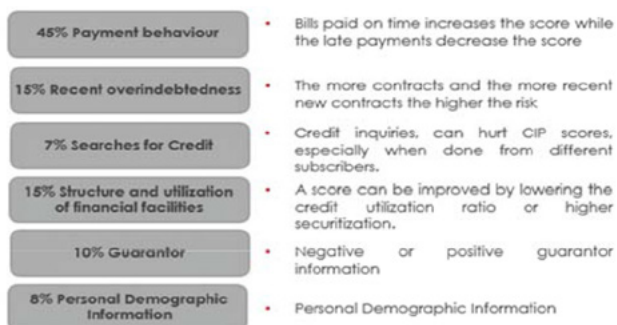 45% Payment behaviour
• Bills paid on time increases the score while
the late payments decrease the score
15% Recent overindebtedness
• The more contracts and the more recent
new contracts the higher the risk
7% Searches for Credit
• Credit inquiries, can hurt CIP scores,
especially when done from different
subscribers.
15% Structure and utilization
of financial facilities
• A score can be improved by lowering the
credit utilization ratio or higher
securitization.
10% Guarantor
• Negative or positive guarantor
information
8% Personal Demographic
Information
• Personal Demographic Information